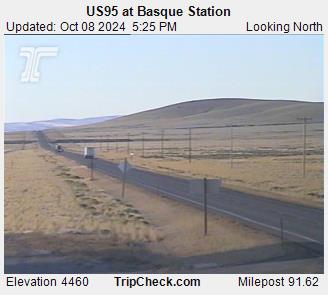 US95 at Basque Station
Updated: Oct 08 2024 5:25 PM Looking North
Elevation 4460 TripCheck.com Milepost 91.62